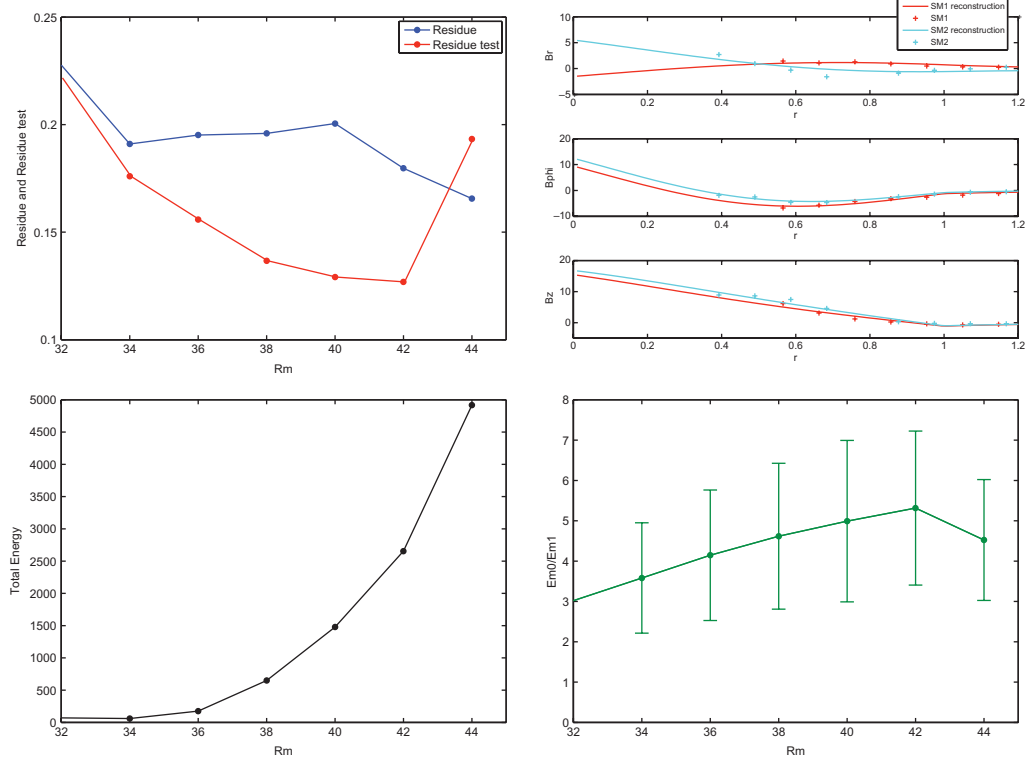 0.25
0.2
0.15
0.1
Residue and Residue test
Residue
Residue test
32 34 36 38 40 42 44
Rm
SM1 reconstruction
SM1
SM2 reconstruction
SM2
10
5
0
−5
Br
0 0.2 0.4 0.6 0.8 1 1.2
r
20
10
0
−10
Bphi
0 0.2 0.4 0.6 0.8 1 1.2
r
20
10
0
Bz
0 0.2 0.4 0.6 0.8 1 1.2
r
5000
4500
4000
3500
3000
2500
2000
1500
1000
500
0
Total Energy
32 34 36 38 40 42 44
Rm
8
7
6
5
4
3
2
1
0
Em0/Em1
32 34 36 38 40 42 44
Rm